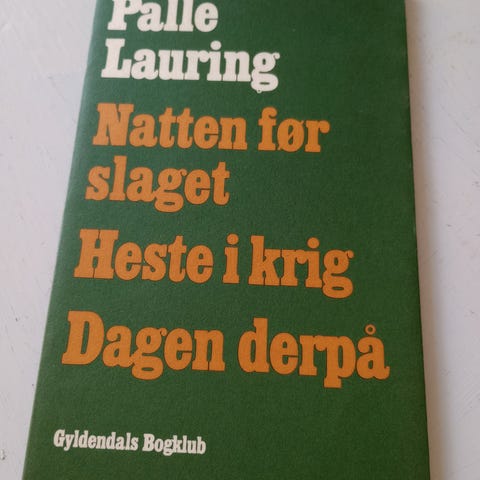 Palle
Lauring
Natten før
slaget
Heste i krig
Dagen derpå
Gyldendals Bogklub